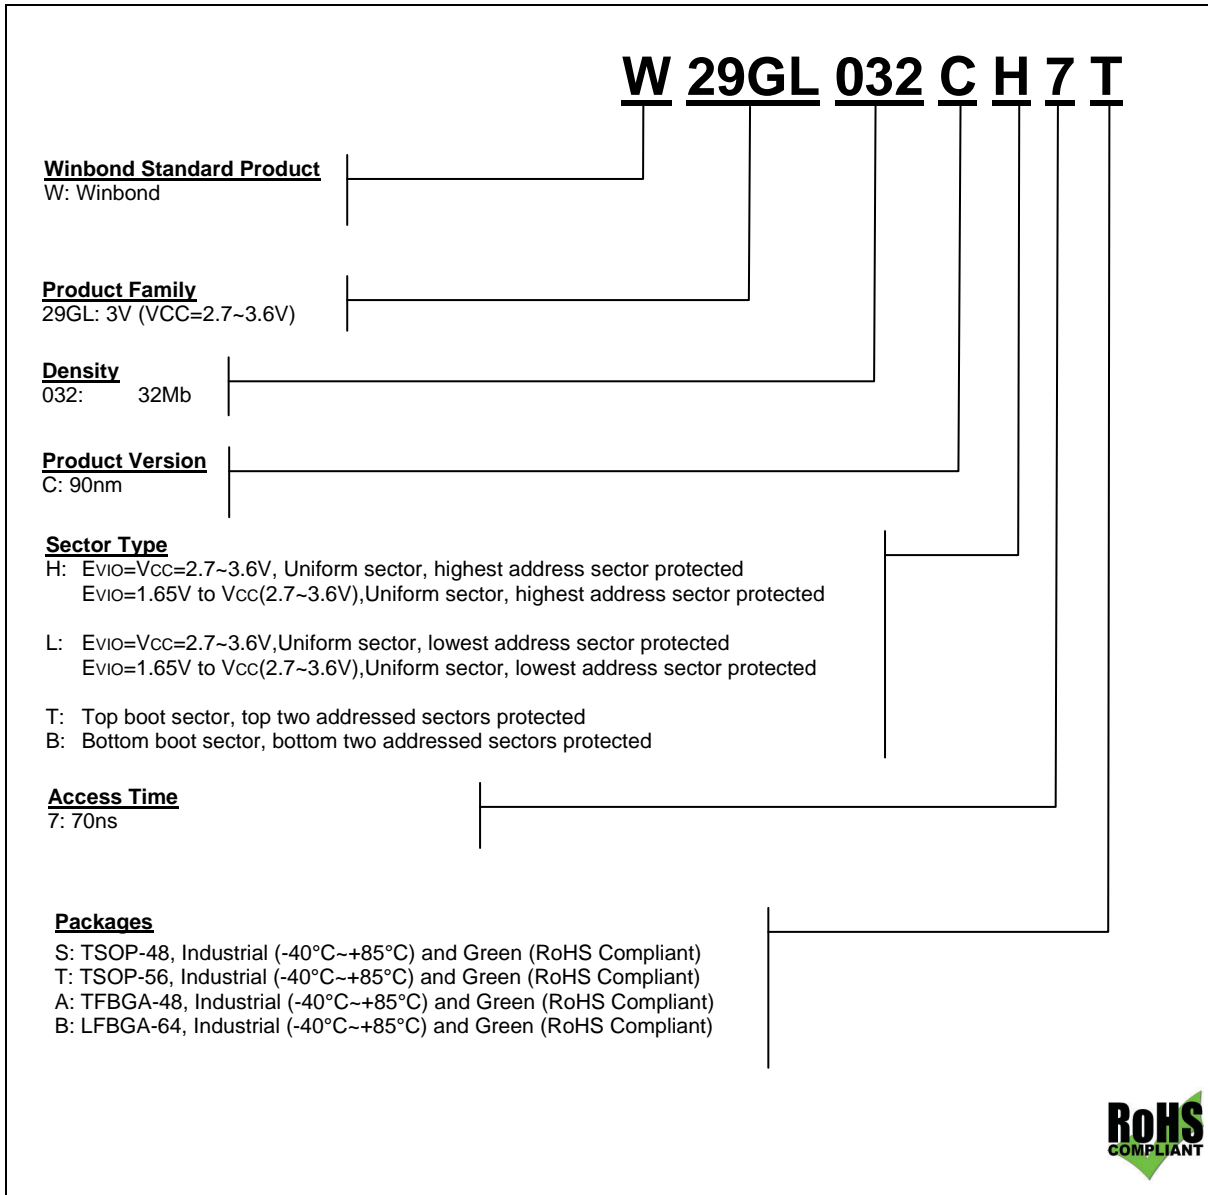 W 29GL 032 C H 7 T
Winbond Standard Product
W: Winbond
Product Family
29GL: 3V (VCC=2.7~3.6V)
Density
032: 32Mb
Product Version
C: 90nm
Sector Type
H: EVIO=VCC=2.7~3.6V, Uniform sector, highest address sector protected
EVIO=1.65V to VCC(2.7~3.6V),Uniform sector, highest address sector protected
L: EVIO=VCC=2.7~3.6V,Uniform sector, lowest address sector protected
EVIO=1.65V to VCC(2.7~3.6V),Uniform sector, lowest address sector protected
T: Top boot sector, top two addressed sectors protected
B: Bottom boot sector, bottom two addressed sectors protected
Access Time
7: 70ns
Packages
S: TSOP-48, Industrial (-40°C~+85°C) and Green (RoHS Compliant)
T: TSOP-56, Industrial (-40°C~+85°C) and Green (RoHS Compliant)
A: TFBGA-48, Industrial (-40°C~+85°C) and Green (RoHS Compliant)
B: LFBGA-64, Industrial (-40°C~+85°C) and Green (RoHS Compliant)
RoHS
COMPLIANT